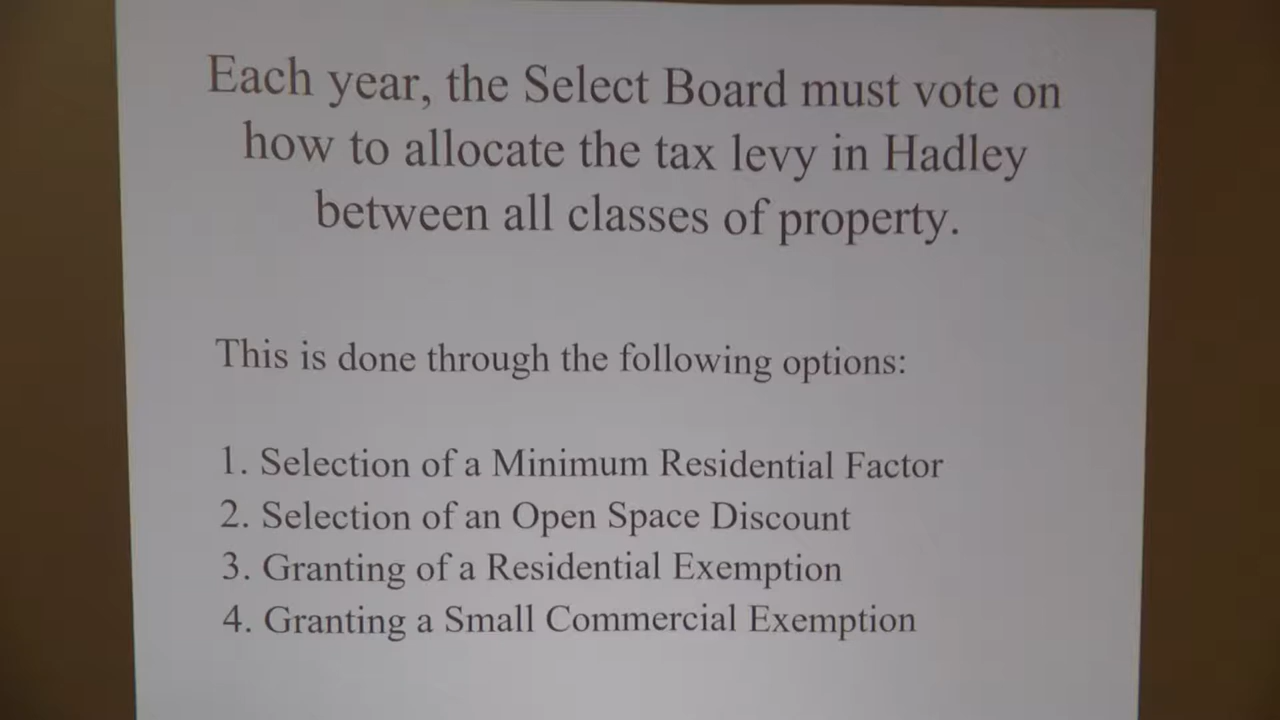 Each year, the Select Board must vote on
how to allocate the tax levy in Hadley
between all classes of property.
This is done through the following options:
1. Selection of a Minimum Residential Factor
2. Selection of an Open Space Discount
3. Granting of a Residential Exemption
4. Granting a Small Commercial Exemption